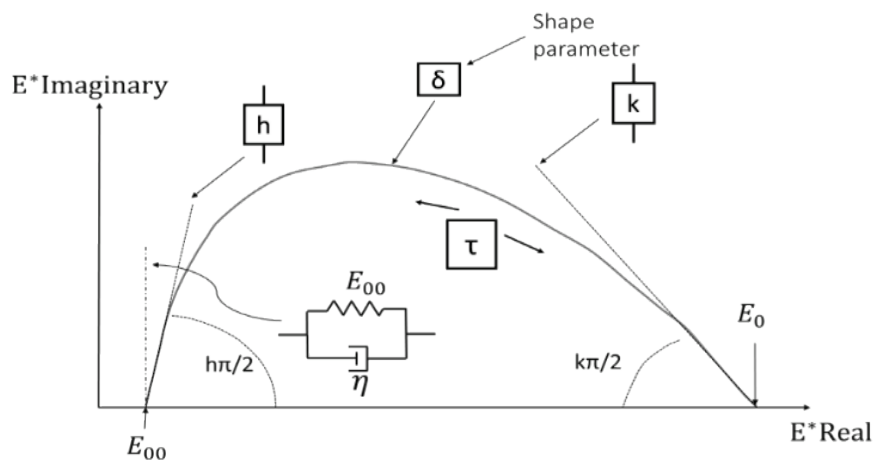 Shape
parameter
E*Imaginary
δ
k
h
τ
E₀₀
E₀
hπ/2
kπ/2
η
E*Real
E₀₀